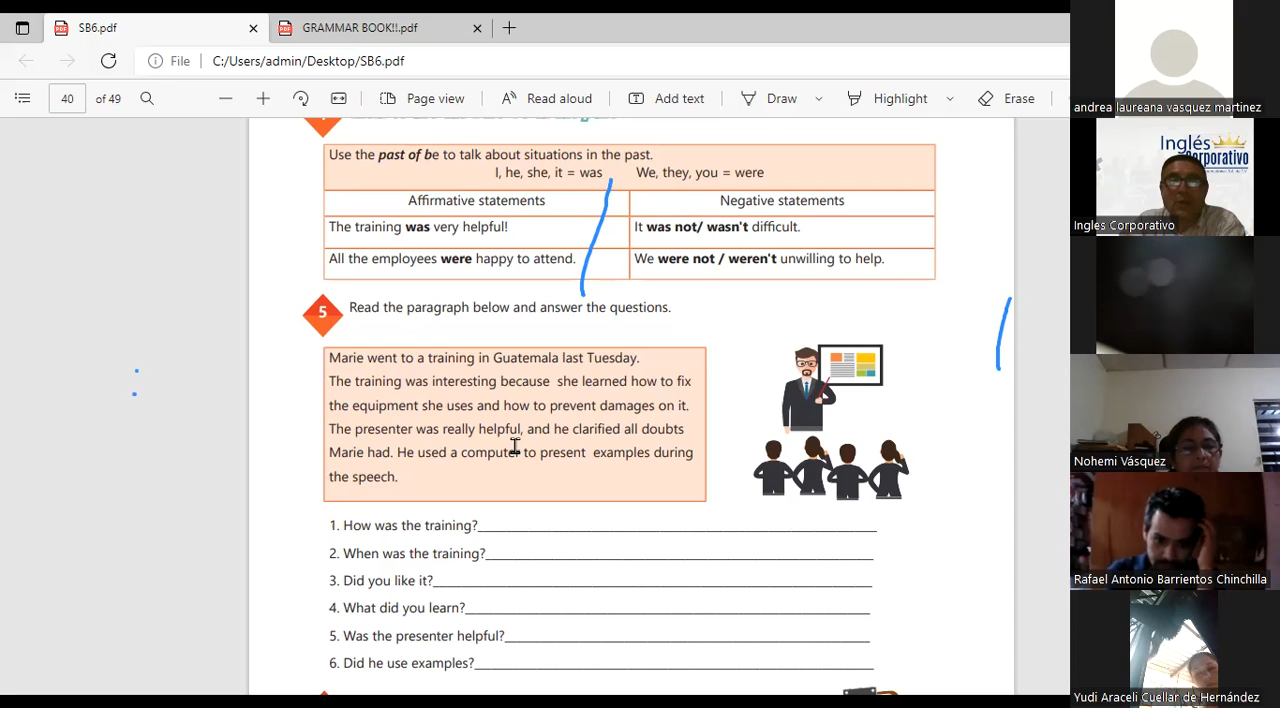 SB6.pdf
GRAMMAR BOOK!!.pdf
File
C:/Users/admin/Desktop/SB6.pdf
40
of 49
Page view
Read aloud
Add text
Draw
Highlight
Erase
Use the past of be to talk about situations in the past.
I, he, she, it = was
We, they, you = were
Affirmative statements
Negative statements
The training was very helpful!
It was not/ wasn't difficult.
All the employees were happy to attend.
We were not / weren't unwilling to help.
5
Read the paragraph below and answer the questions.
Marie went to a training in Guatemala last Tuesday.
The training was interesting because she learned how to fix
the equipment she uses and how to prevent damages on it.
The presenter was really helpful, and he clarified all doubts
Marie had. He used a computer to present examples during
the speech.
1. How was the training?
2. When was the training?
3. Did you like it?
4. What did you learn?
5. Was the presenter helpful?
6. Did he use examples?
andrea laureana vasquez martinez
Inglés
Corporativo
Ingles Corporativo
Nohemi Vásquez
Rafael Antonio Barrientos Chinchilla
Yudi Araceli Cuellar de Hernández